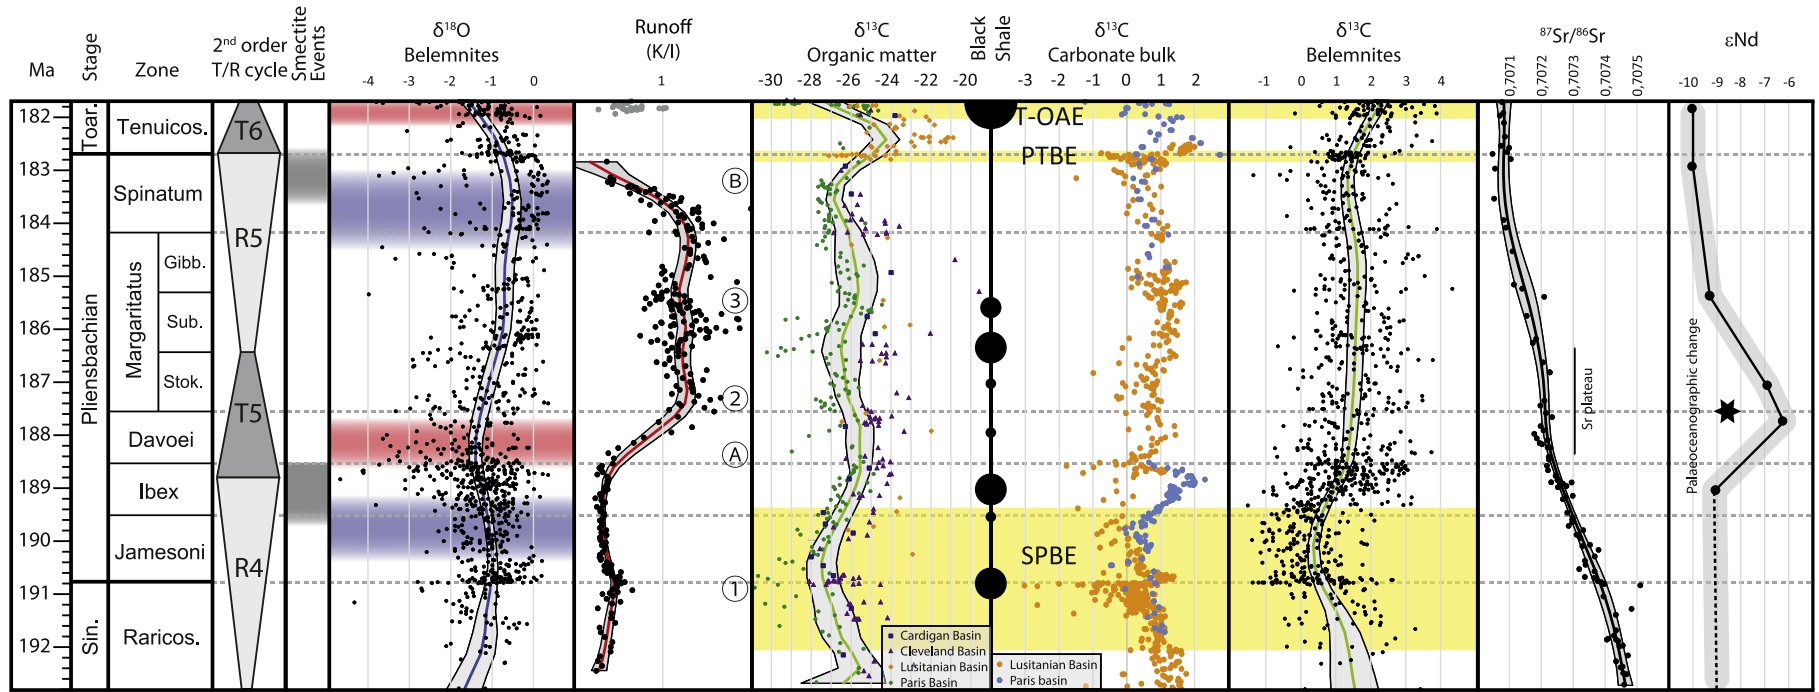 Ma
Stage
Zone
2nd order
T/R cycle
Smectite
Events
δ18O
Belemnites
-4 -3 -2 -1 0
Runoff
(K/I)
1
δ13C
Organic matter
-30 -28 -26 -24 -22 -20
Black
Shale
δ13C
Carbonate bulk
-3 -2 -1 0 1 2
δ13C
Belemnites
-1 0 1 2 3 4
87Sr/86Sr
0,7071
0,7072
0,7073
0,7074
0,7075
εNd
-10 -9 -8 -7 -6
182
183
184
185
186
187
188
189
190
191
192
Toar.
Pliensbachian
Sin.
Tenuicos.
Spinatum
Margaritatus
Gibb.
Sub.
Stok.
Davoei
Ibex
Jamesoni
Raricos.
T6
R5
T5
R4
B
3
2
A
1
T-OAE
PTBE
SPBE
Cardigan Basin
Cleveland Basin
Lusitanian Basin
Paris Basin
Lusitanian Basin
Paris basin
Sr plateau
Palaeoceanographic change